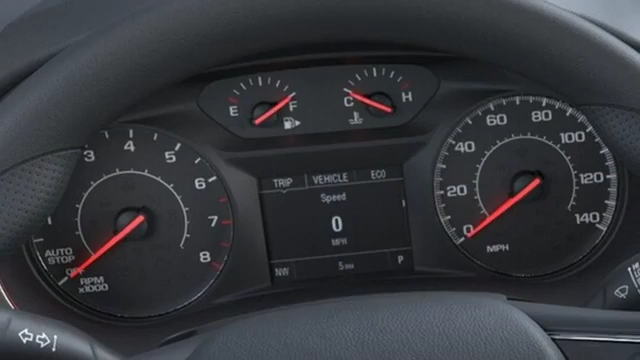 E F
C H
3 4 5 6 7 8
AUTO
STOP
OFF
RPM
x1000
TRIP VEHICLE ECO
Speed
0
MPH
NW P
0 20 40 60 80 100 120 140
MPH